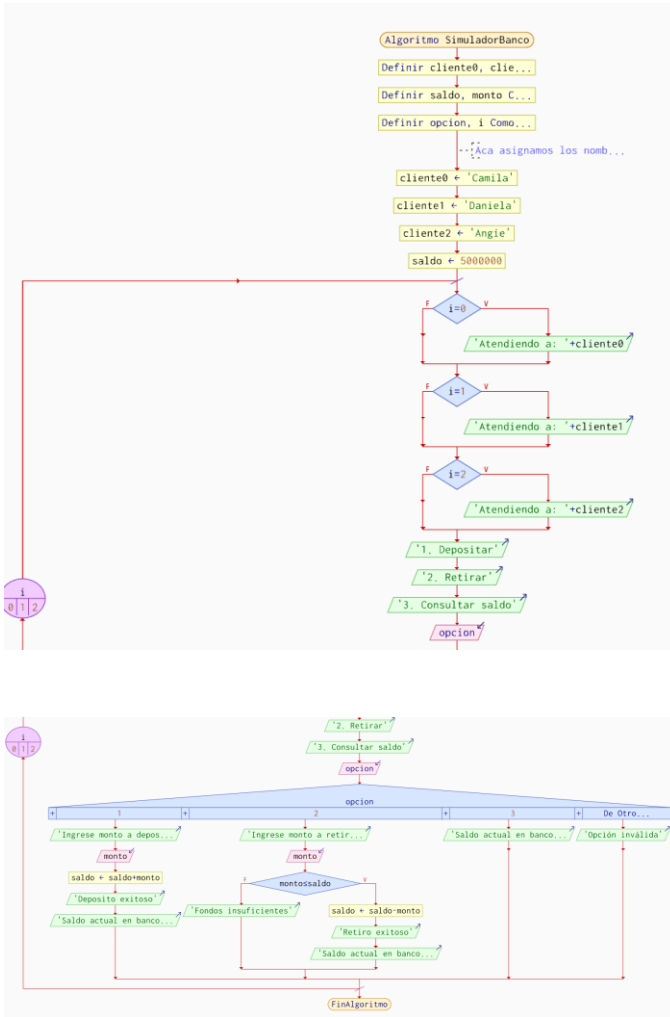 Algoritmo SimuladorBanco
Definir cliente0, clie...
Definir saldo, monto C...
Definir opcion, i Como...
Aca asignamos los nomb...
cliente0 ← 'Camila'
cliente1 ← 'Daniela'
cliente2 ← 'Angie'
saldo ← 5000000
F i=0 V
'Atendiendo a: '+cliente0
F i=1 V
'Atendiendo a: '+cliente1
F i=2 V
'Atendiendo a: '+cliente2
'1. Depositar'
'2. Retirar'
i
0 1 2
'3. Consultar saldo'
opcion
'2. Retirar'
i
0 1 2
'3. Consultar saldo'
opcion
opcion
1 2 3 De Otro...
'Ingrese monto a depos... 'Ingrese monto a retir... 'Saldo actual en banco... 'Opción inválida'
monto monto
saldo ← saldo+monto F monto≤saldo V
'Deposito exitoso' 'Fondos insuficientes' saldo ← saldo-monto
'Saldo actual en banco... 'Retiro exitoso'
'Saldo actual en banco...
FinAlgoritmo